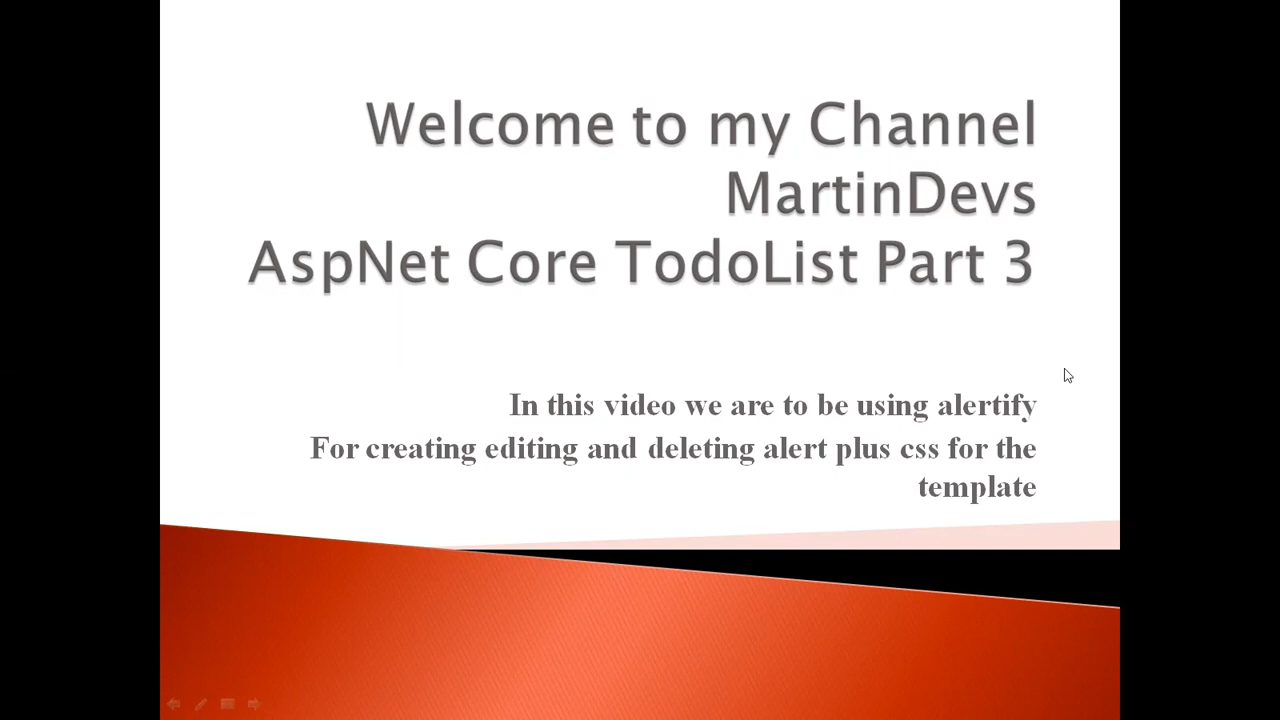 Welcome to my Channel
MartinDevs
AspNet Core TodoList Part 3
In this video we are to be using alertify
For creating editing and deleting alert plus css for the
template